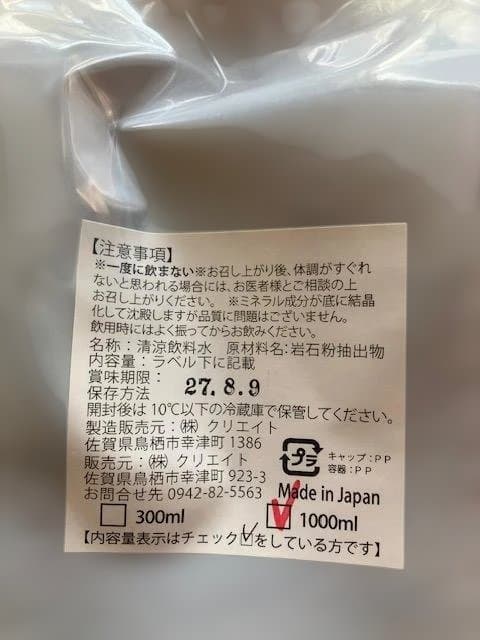 【注意事項】
※一度に飲まない※お召し上がり後、体調がすぐれ
ないと思われる場合には、お医者様とご相談の上
お召し上がりください。 ※ミネラル成分が底に結晶
化して沈殿しますが品質に問題はございません。
飲用時にはよく振ってからお飲みください。
名称：清涼飲料水 原材料名：岩石粉抽出物
内容量：ラベル下に記載
賞味期限： 27.8.9
保存方法
開封後は10℃以下の冷蔵庫で保管してください。
製造販売元：㈱ クリエイト
佐賀県鳥栖市幸津町1386
販売元：㈱ クリエイト
佐賀県鳥栖市幸津町923-3
お問合せ先 0942-82-5563
プラ
キャップ：PP
容器：PP
Made in Japan
300ml 1000ml
【内容量表示はチェック☑をしている方です】